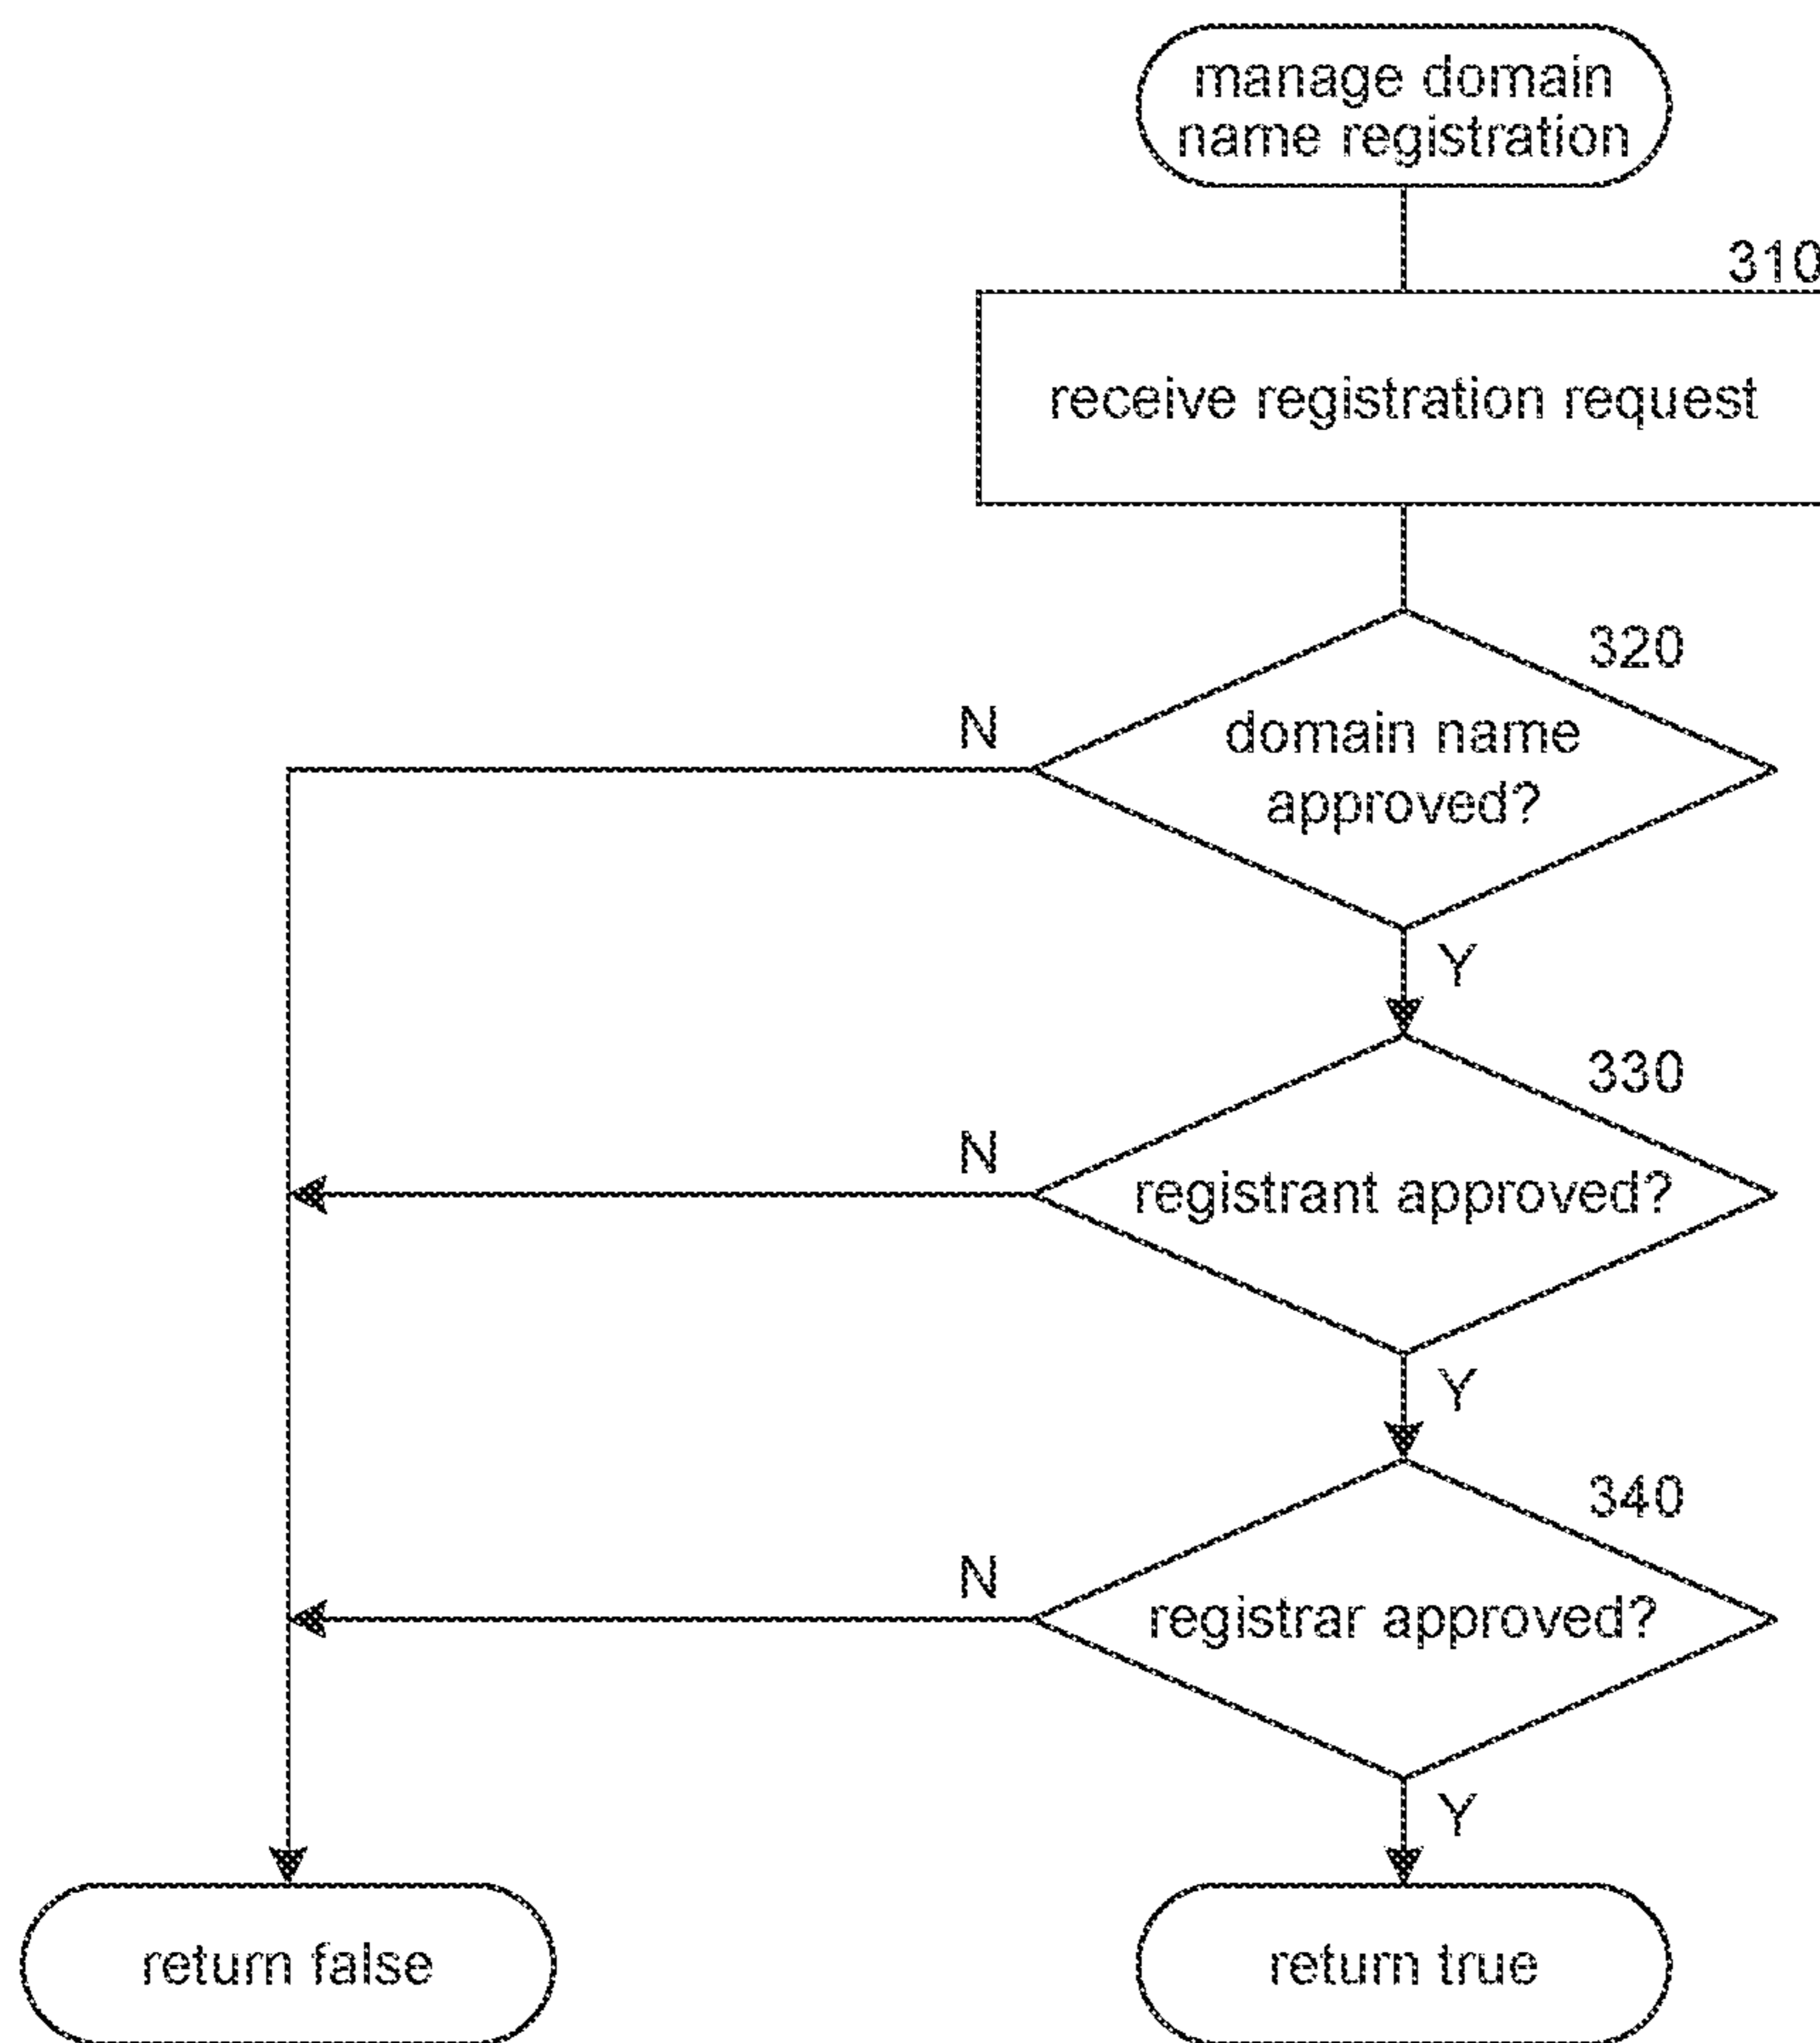 manage domain
name registration
310
receive registration request
320
domain name
approved?
N
Y
330
registrant approved?
N
Y
340
registrar approved?
N
Y
return false
return true